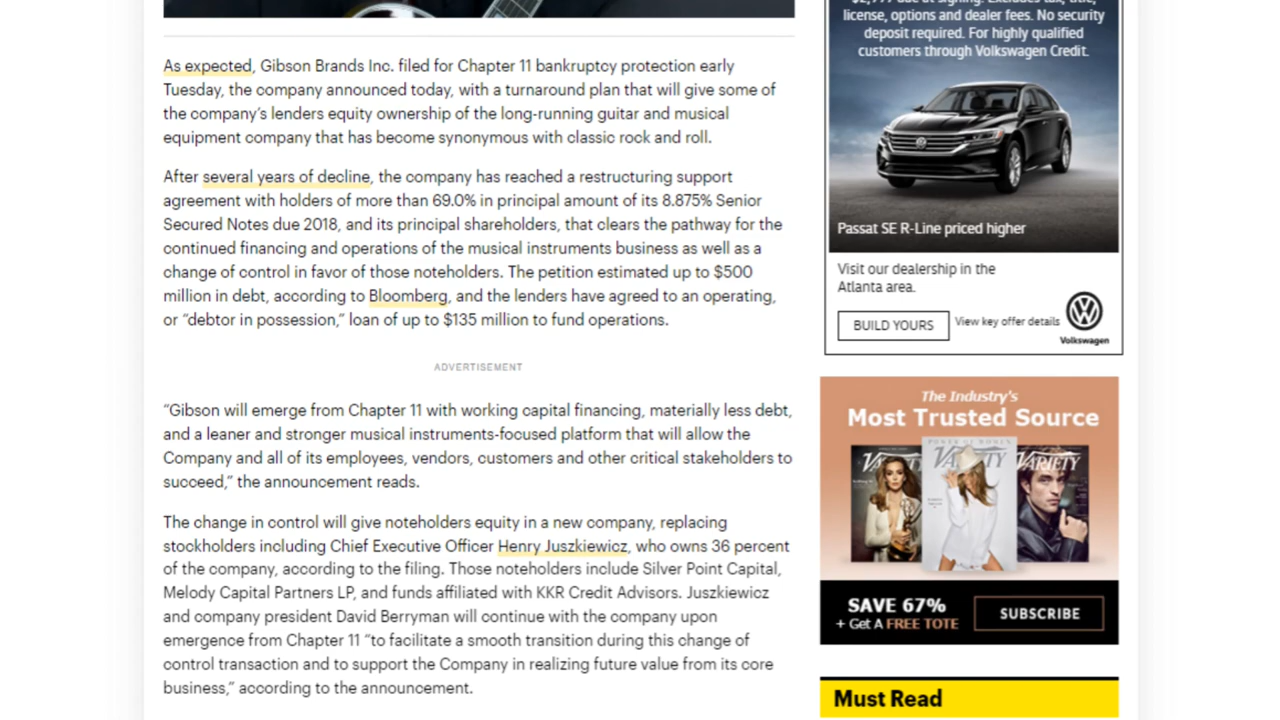 As expected, Gibson Brands Inc. filed for Chapter 11 bankruptcy protection early
Tuesday, the company announced today, with a turnaround plan that will give some of
the company's lenders equity ownership of the long-running guitar and musical
equipment company that has become synonymous with classic rock and roll.
After several years of decline, the company has reached a restructuring support
agreement with holders of more than 69.0% in principal amount of its 8.875% Senior
Secured Notes due 2018, and its principal shareholders, that clears the pathway for the
continued financing and operations of the musical instruments business as well as a
change of control in favor of those noteholders. The petition estimated up to $500
million in debt, according to Bloomberg, and the lenders have agreed to an operating,
or “debtor in possession,” loan of up to $135 million to fund operations.
ADVERTISEMENT
“Gibson will emerge from Chapter 11 with working capital financing, materially less debt,
and a leaner and stronger musical instruments-focused platform that will allow the
Company and all of its employees, vendors, customers and other critical stakeholders to
succeed,” the announcement reads.
The change in control will give noteholders equity in a new company, replacing
stockholders including Chief Executive Officer Henry Juszkiewicz, who owns 36 percent
of the company, according to the filing. Those noteholders include Silver Point Capital,
Melody Capital Partners LP, and funds affiliated with KKR Credit Advisors. Juszkiewicz
and company president David Berryman will continue with the company upon
emergence from Chapter 11 “to facilitate a smooth transition during this change of
control transaction and to support the Company in realizing future value from its core
business,” according to the announcement.
license, options and dealer fees. No security
deposit required. For highly qualified
customers through Volkswagen Credit.
Passat SE R-Line priced higher
Visit our dealership in the
Atlanta area.
BUILD YOURS
View key offer details
Volkswagen
The Industry's
Most Trusted Source
POWER OF WOMEN
VARIETY
VARIETY
VARIETY
SAVE 67%
+ Get A FREE TOTE
SUBSCRIBE
Must Read